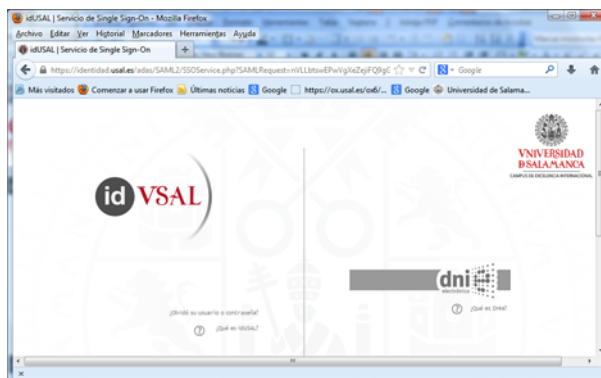 idUSAL | Servicio de Single Sign-On - Mozilla Firefox
Archivo Editar Ver Historial Marcadores Herramientas Ayuda
idUSAL | Servicio de Single Sign-On
https://identidad.usal.es/adas/SAML2/SSOService.php?SAMLRequest=
Google
Más visitados Comenzar a usar Firefox Últimas noticias Google https://ox.usal.es/ox6/... Google Universidad de Salama...
VNIVERSIDAD
D SALAMANCA
CAMPUS DE EXCELENCIA INTERNACIONAL
id VSAL
dni
electrónico
¿Olvidó su usuario o contraseña?
¿Qué es idUSAL?
¿Qué es Dnie?